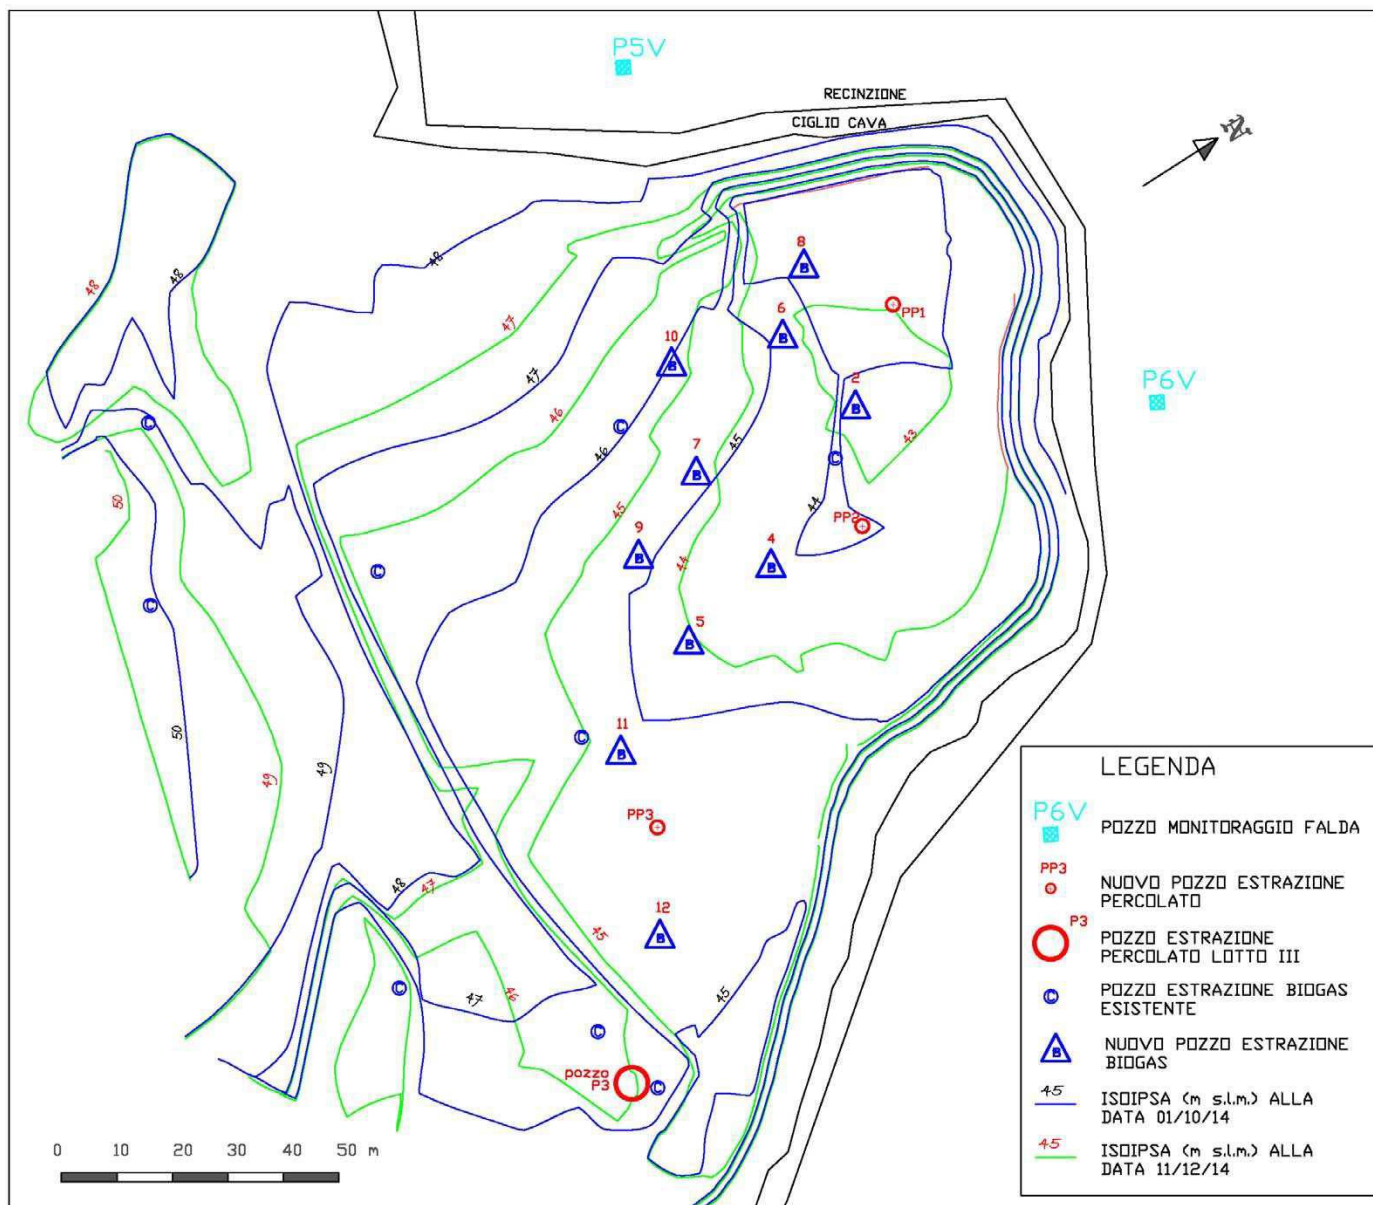 P5V
RECINZIONE
CIGLIO CAVA
N
48
8
B
48
48
47
PP1
6
B
10
B
P6V
47
2
B
46
C
C
43
45
46
7
B
C
50
45
44
PP2
9
B
44
4
B
C
C
5
B
50
49
49
11
B
C
PP3
48
47
12
B
45
C
47
46
45
C
pozzo
P3
C
0 10 20 30 40 50 m
LEGENDA
P6V
POZZO MONITORAGGIO FALDA
PP3
NUOVO POZZO ESTRAZIONE
PERCOLATO
P3
POZZO ESTRAZIONE
PERCOLATO LOTTO III
C
POZZO ESTRAZIONE BIOGAS
ESISTENTE
B
NUOVO POZZO ESTRAZIONE
BIOGAS
45
ISOIPSA (m s.l.m.) ALLA
DATA 01/10/14
45
ISOIPSA (m s.l.m.) ALLA
DATA 11/12/14